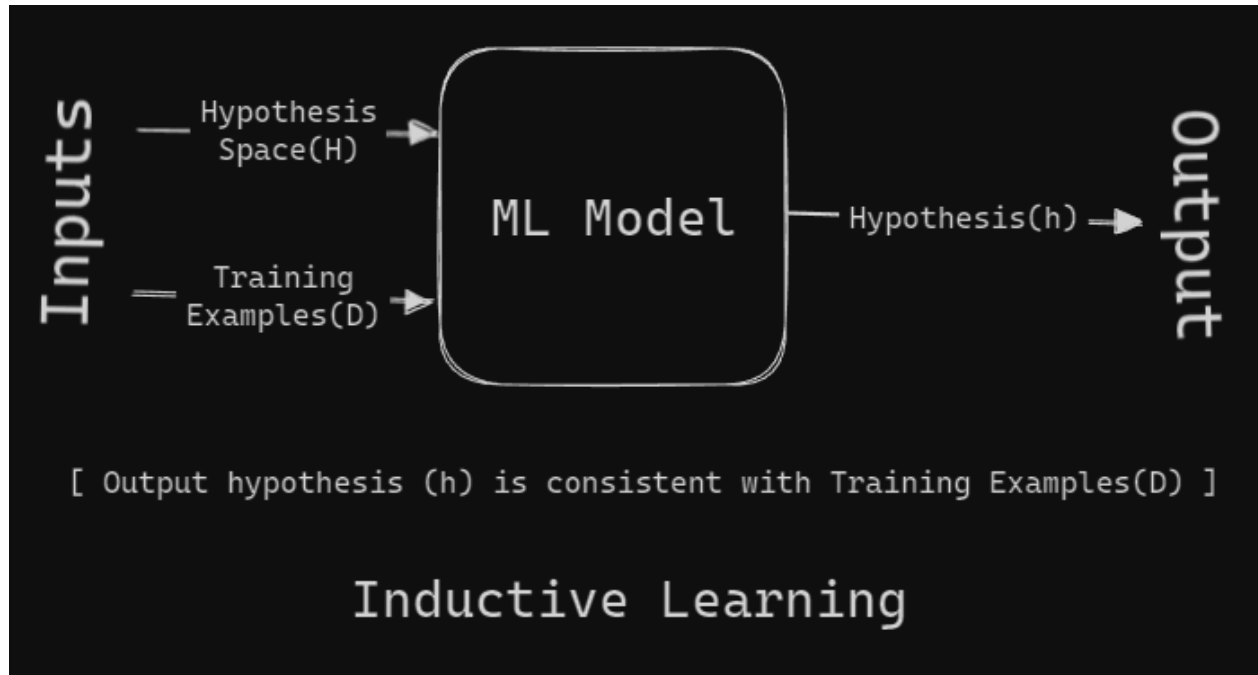 Inputs
Hypothesis
Space(H)
Training
Examples(D)
ML Model
Hypothesis(h)
Output
[ Output hypothesis (h) is consistent with Training Examples(D) ]
Inductive Learning